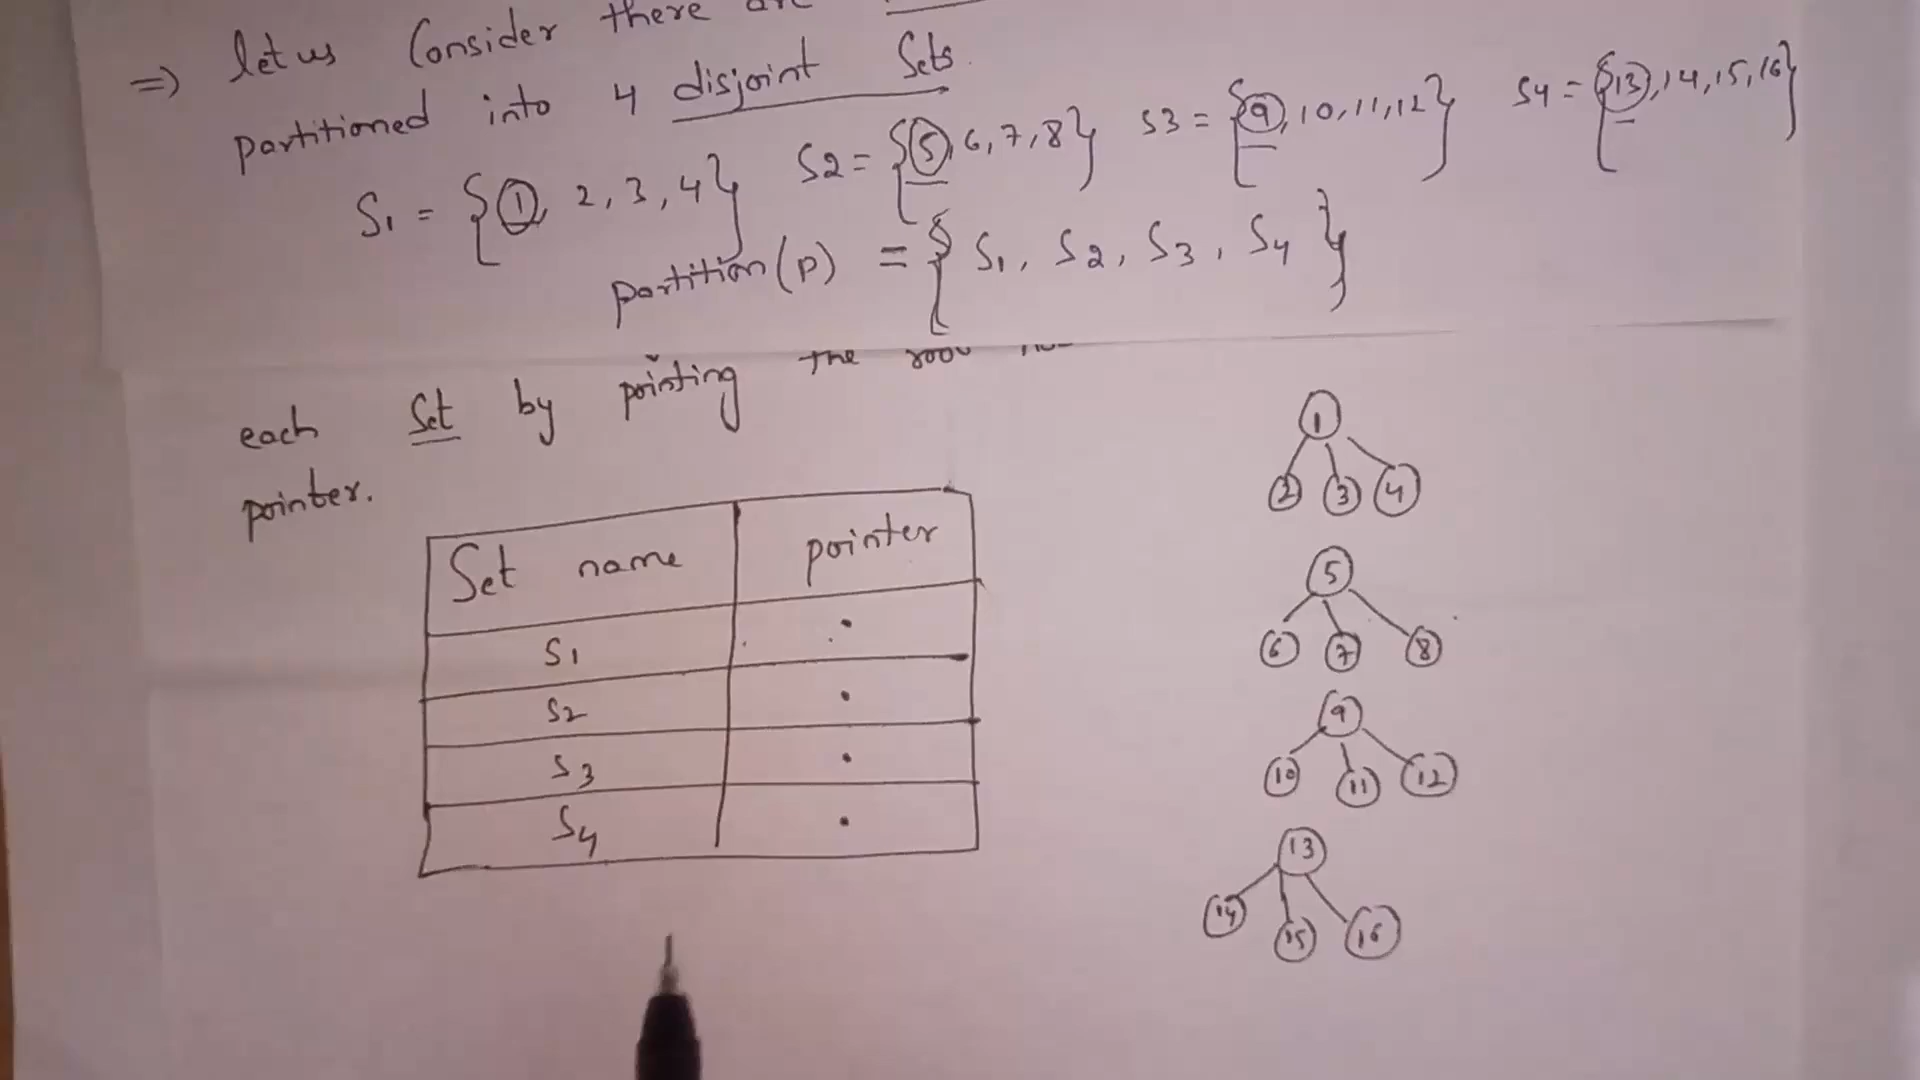 => let us Consider there are
partitioned into 4 disjoint Sets.
S1 = {1, 2, 3, 4} S2 = {5, 6, 7, 8} S3 = {9, 10, 11, 12} S4 = {13, 14, 15, 16}
partition(p) = { S1, S2, S3, S4 }
each Set by pointing the
pointer.
Set name pointer
S1
S2
S3
S4
1
2 3 4
5
6 7 8
9
10 11 12
13
14 15 16